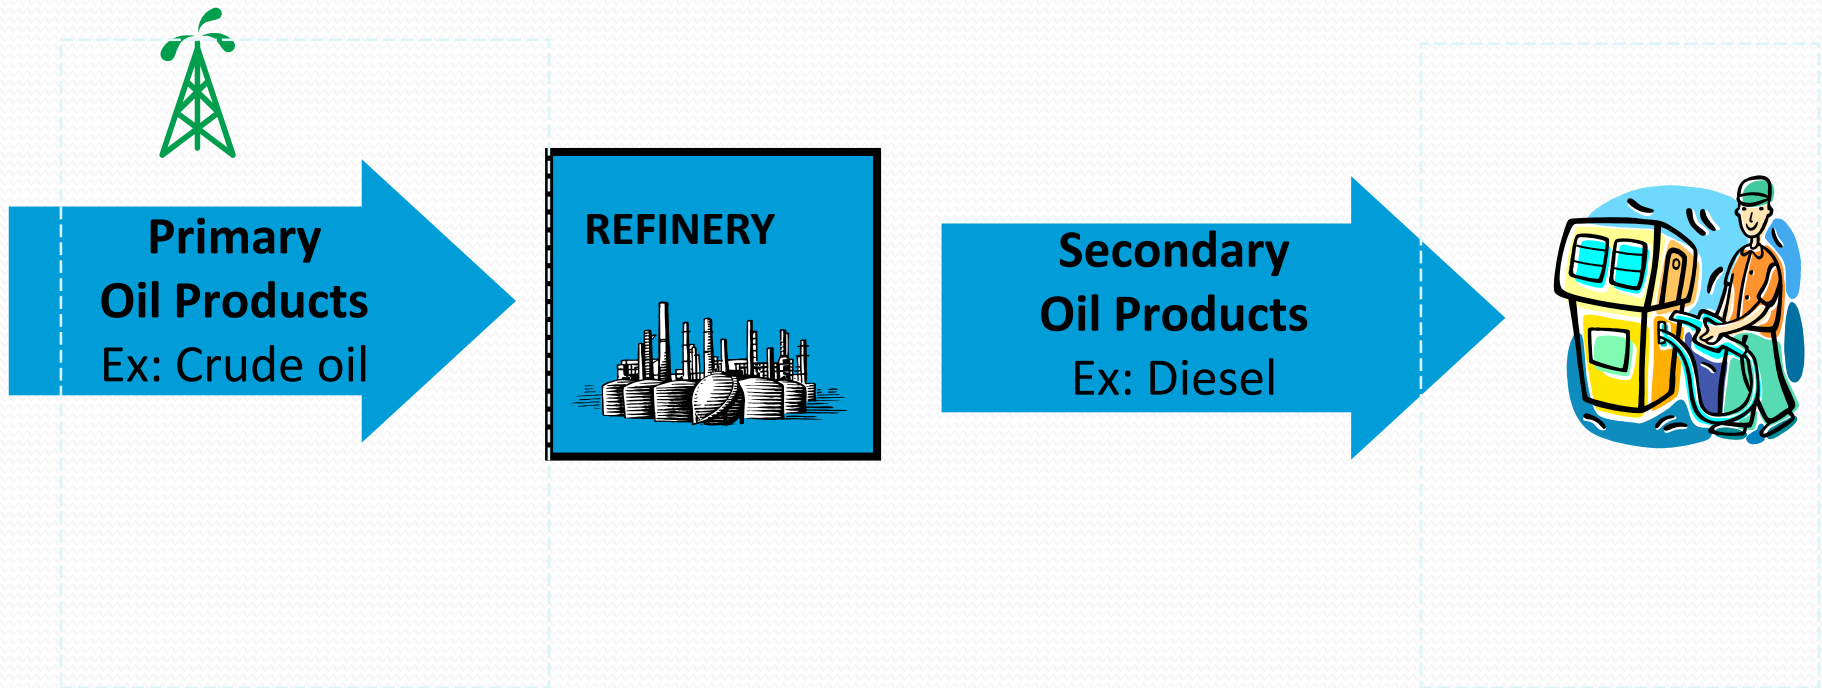 Primary
Oil Products
Ex: Crude oil
REFINERY
Secondary
Oil Products
Ex: Diesel